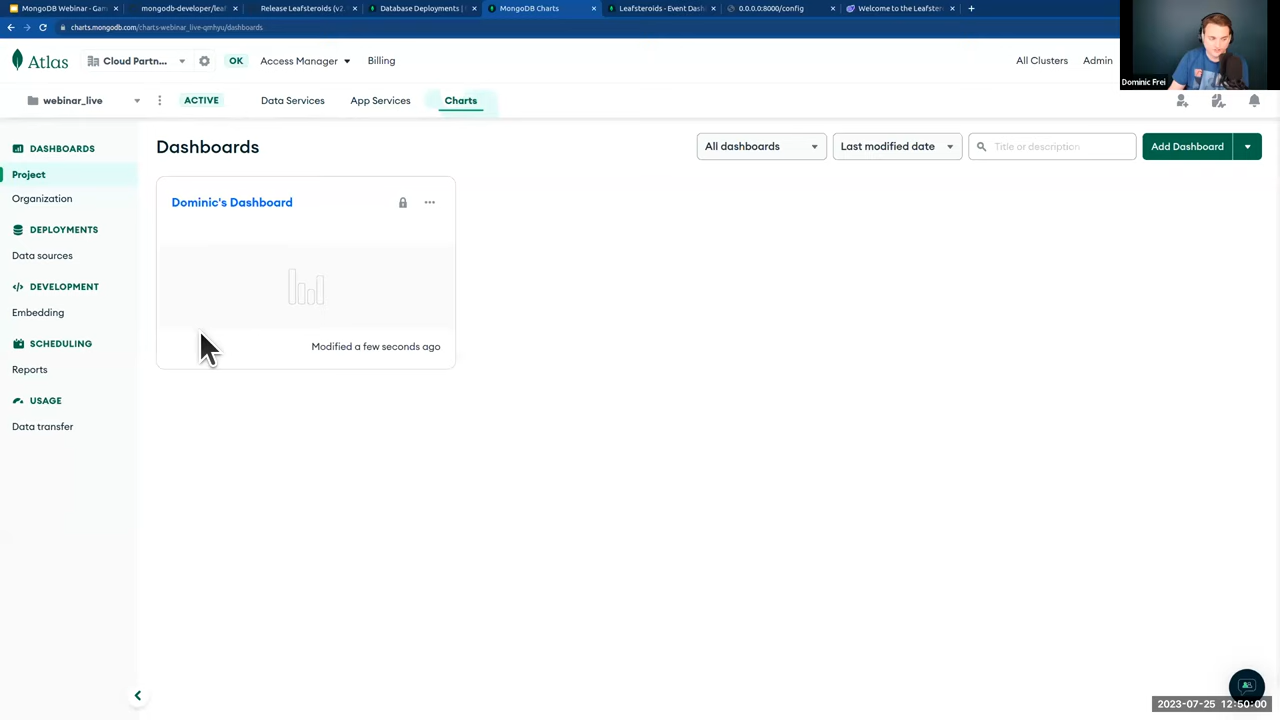 MongoDB Webinar - Gam
mongodb-developer/leaf
Release Leafsteroids (v2.
Database Deployments |
MongoDB Charts
Leafsteroids - Event Dash
0.0.0.0:8000/config
Welcome to the Leafster
charts.mongodb.com/charts-webinar_live-qmhyu/dashboards
Atlas
Cloud Partn...
OK
Access Manager
Billing
All Clusters
Admin
Dominic Frei
webinar_live
ACTIVE
Data Services
App Services
Charts
DASHBOARDS
Project
Organization
DEPLOYMENTS
Data sources
DEVELOPMENT
Embedding
SCHEDULING
Reports
USAGE
Data transfer
Dashboards
All dashboards
Last modified date
Title or description
Add Dashboard
Dominic's Dashboard
Modified a few seconds ago
2023-07-25 12:50:00